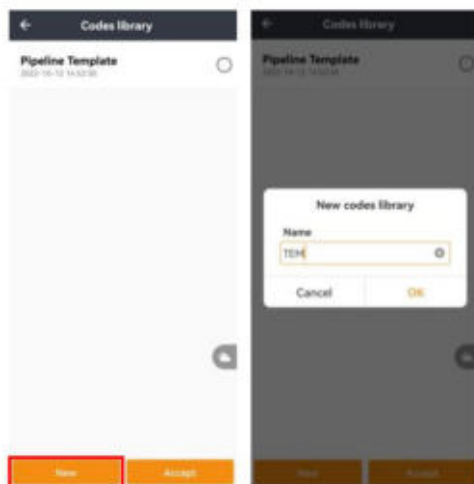 Codes library
Pipeline Template
New
Accept
Codes library
Pipeline Template
New codes library
Name
TEM
Cancel
OK
New
Accept